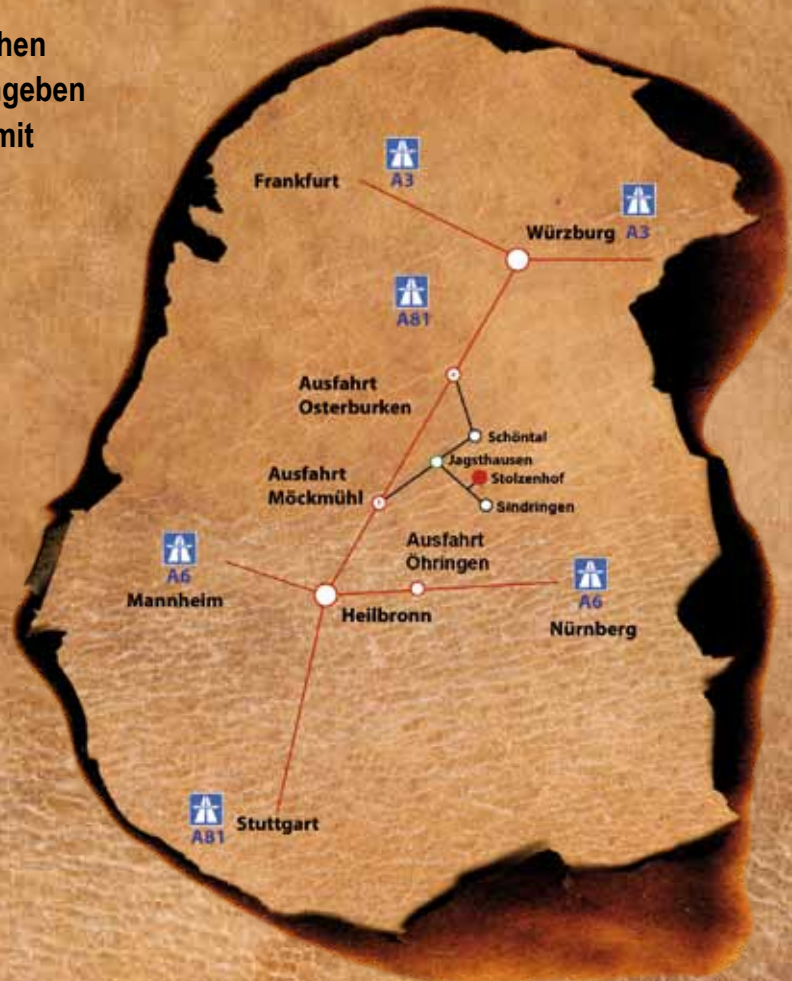 hen
geben
mit
A3
Frankfurt
Würzburg A3
A81
Ausfahrt
Osterburken
Schöntal
Jagsthausen
Ausfahrt
Möckmühl
Stolzenhof
Sindringen
Ausfahrt
Öhringen
A6
Mannheim
A6
Heilbronn
Nürnberg
A81
Stuttgart